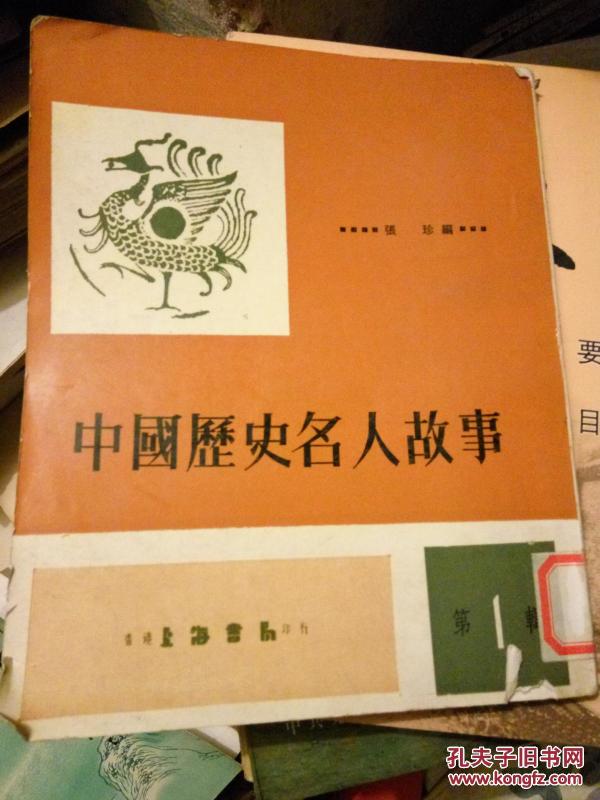 張 珍編
要
目
中國歷史名人故事
香港上海書局印行
第1輯
孔夫子旧书网
www.kongfz.com